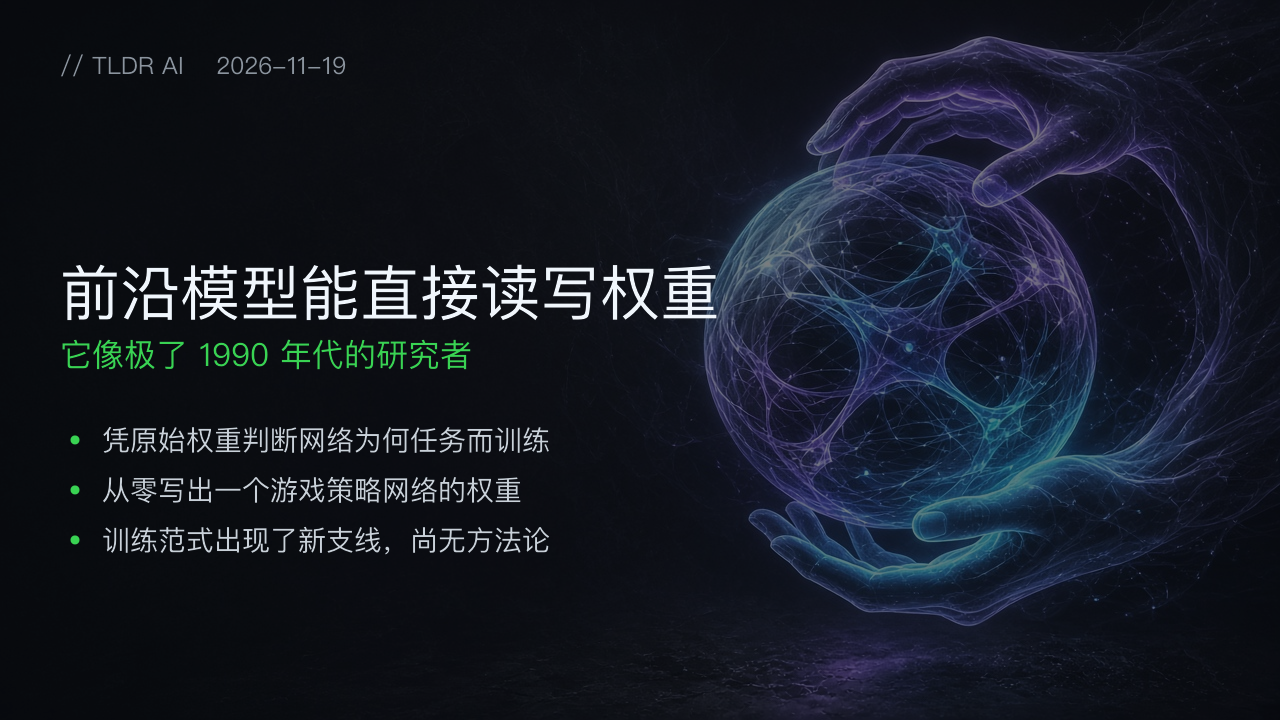 // TLDR AI 2026-11-19
前沿模型能直接读写权重
它像极了 1990 年代的研究者
• 凭原始权重判断网络为何任务而训练
• 从零写出一个游戏策略网络的权重
• 训练范式出现了新支线，尚无方法论